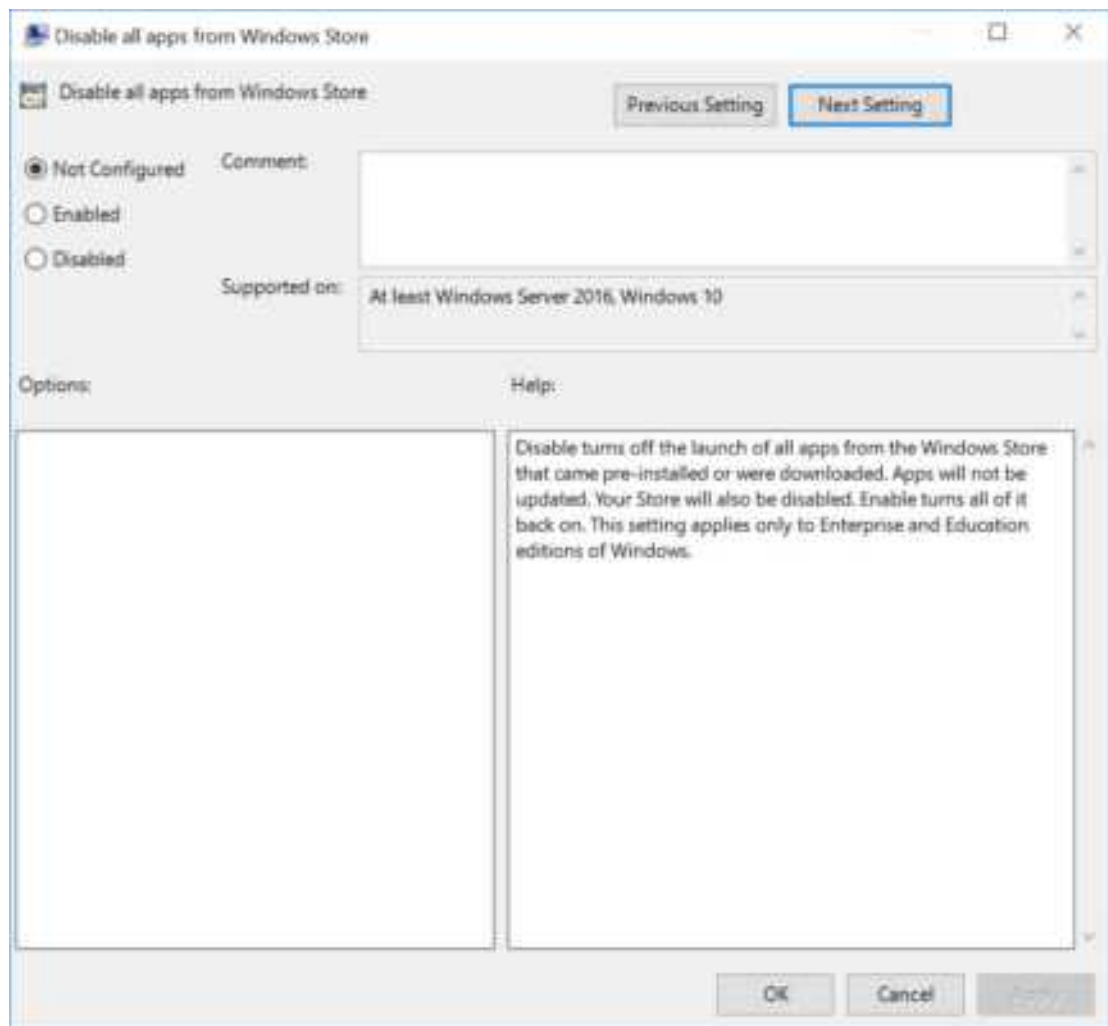 Disable all apps from Windows Store
Disable all apps from Windows Store
Previous Setting
Next Setting
Not Configured
Enabled
Disabled
Comment:
Supported on:
At least Windows Server 2016, Windows 10
Options:
Help:
Disable turns off the launch of all apps from the Windows Store
that came pre-installed or were downloaded. Apps will not be
updated. Your Store will also be disabled. Enable turns all of it
back on. This setting applies only to Enterprise and Education
editions of Windows.
OK
Cancel